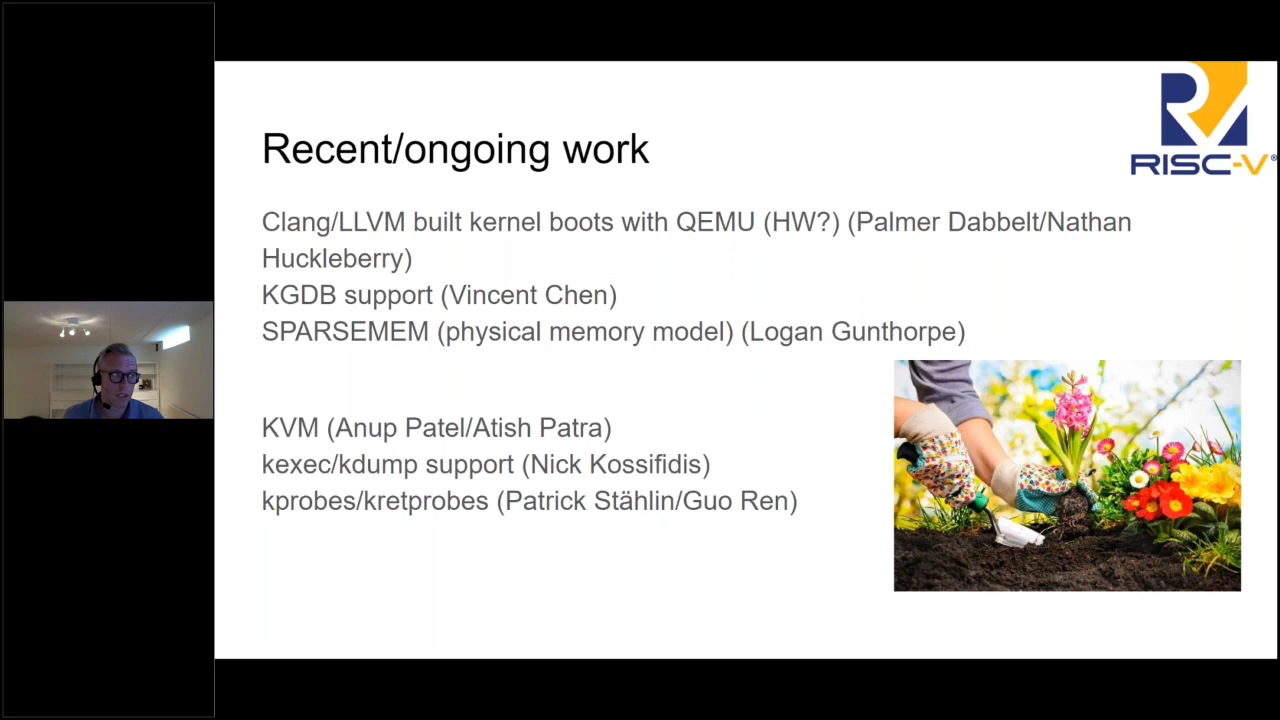 RISC-V®
Recent/ongoing work
Clang/LLVM built kernel boots with QEMU (HW?) (Palmer Dabbelt/Nathan
Huckleberry)
KGDB support (Vincent Chen)
SPARSEMEM (physical memory model) (Logan Gunthorpe)
KVM (Anup Patel/Atish Patra)
kexec/kdump support (Nick Kossifidis)
kprobes/kretprobes (Patrick Stählin/Guo Ren)